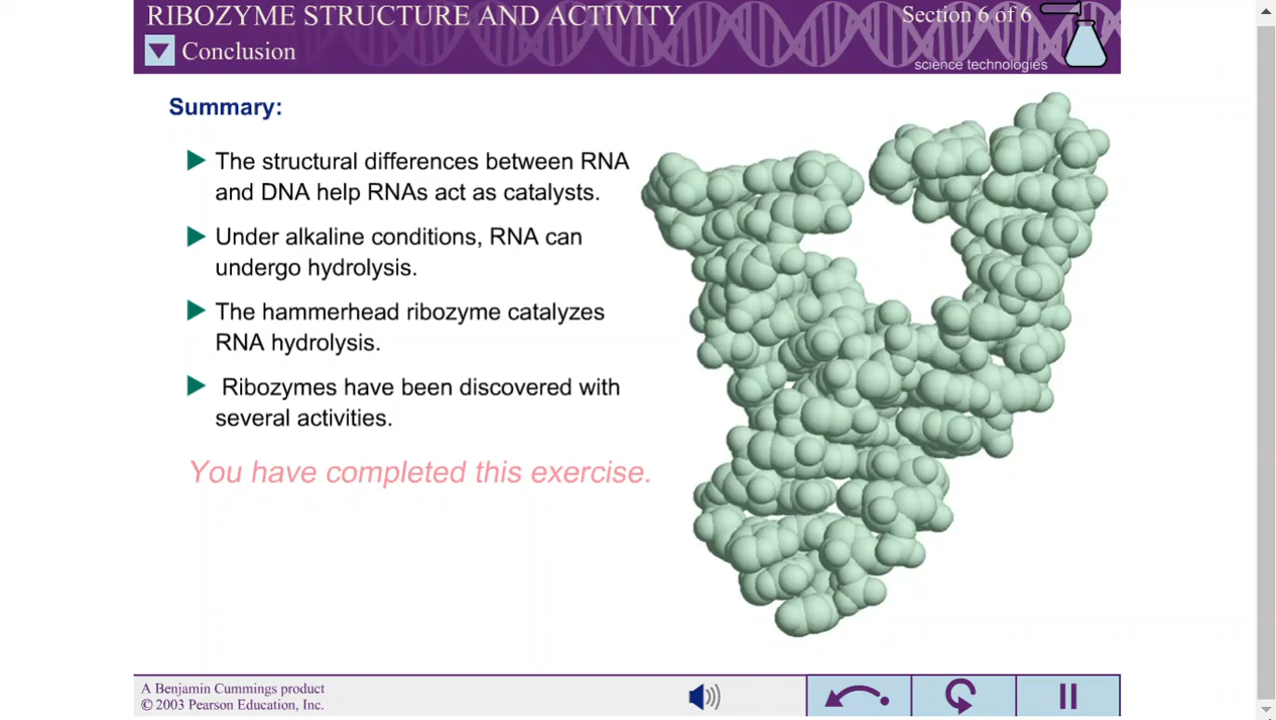 RIBOZYME STRUCTURE AND ACTIVITY
Section 6 of 6
Conclusion
science technologies
Summary:
The structural differences between RNA
and DNA help RNAs act as catalysts.
Under alkaline conditions, RNA can
undergo hydrolysis.
The hammerhead ribozyme catalyzes
RNA hydrolysis.
Ribozymes have been discovered with
several activities.
You have completed this exercise.
A Benjamin Cummings product
© 2003 Pearson Education, Inc.